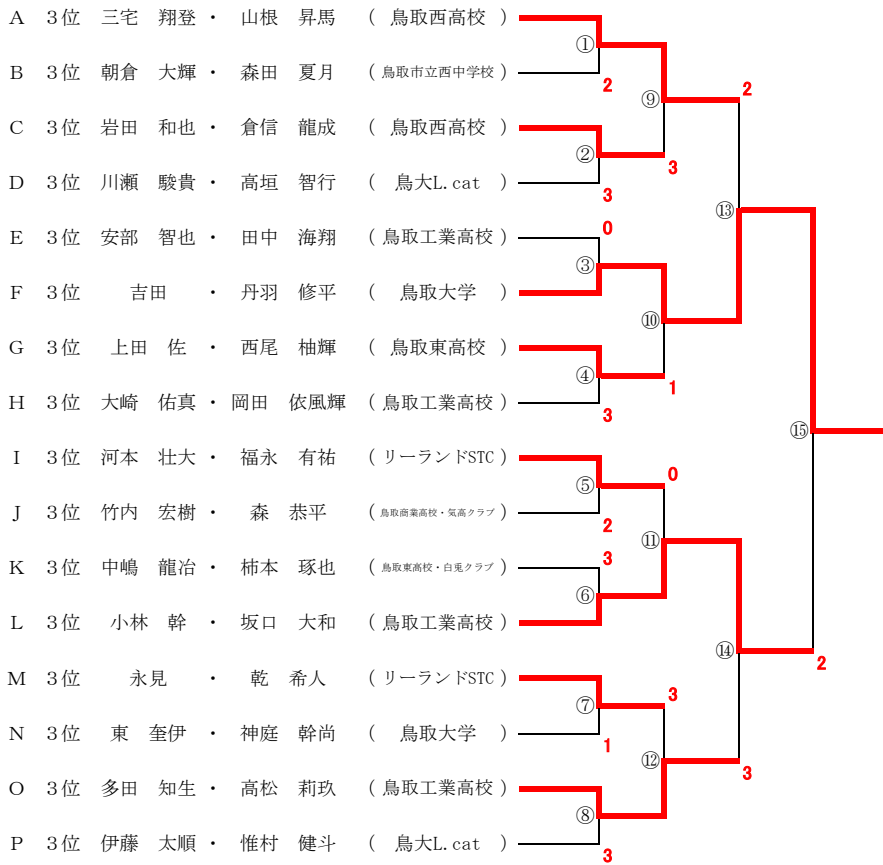 A 3位 三宅 翔登・山根 昇馬 (鳥取西高校)
①
B 3位 朝倉 大輝・森田 夏月 (鳥取市立西中学校)
2
⑨
2
C 3位 岩田 和也・倉信 龍成 (鳥取西高校)
②
3
D 3位 川瀬 駿貴・高垣 智行 (鳥大L.cat)
3
⑬
E 3位 安部 智也・田中 海翔 (鳥取工業高校)
0
③
F 3位 吉田・丹羽 修平 (鳥取大学)
⑩
G 3位 上田 佐・西尾 柚輝 (鳥取東高校)
④
1
H 3位 大崎 佑真・岡田 依風輝 (鳥取工業高校)
3
⑮
I 3位 河本 壮大・福永 有祐 (リーランドSTC)
⑤
0
J 3位 竹内 宏樹・森 恭平 (鳥取商業高校・気高クラブ)
2
⑪
K 3位 中嶋 龍冶・柿本 琢也 (鳥取東高校・白兎クラブ)
3
⑥
L 3位 小林 幹・坂口 大和 (鳥取工業高校)
⑭
2
M 3位 永見・乾 希人 (リーランドSTC)
⑦
3
N 3位 東 奎伊・神庭 幹尚 (鳥取大学)
1
⑫
3
O 3位 多田 知生・高松 莉玖 (鳥取工業高校)
⑧
P 3位 伊藤 太順・惟村 健斗 (鳥大L.cat)
3